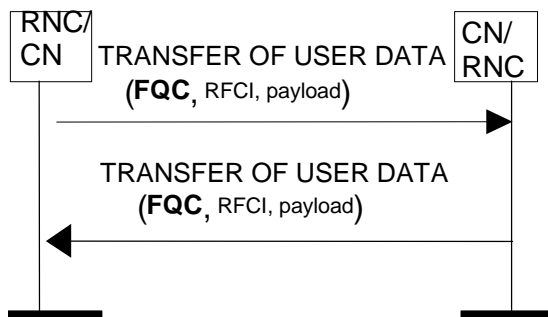 RNC/
CN
CN/
RNC
TRANSFER OF USER DATA
(FQC, RFCI, payload)
TRANSFER OF USER DATA
(FQC, RFCI, payload)